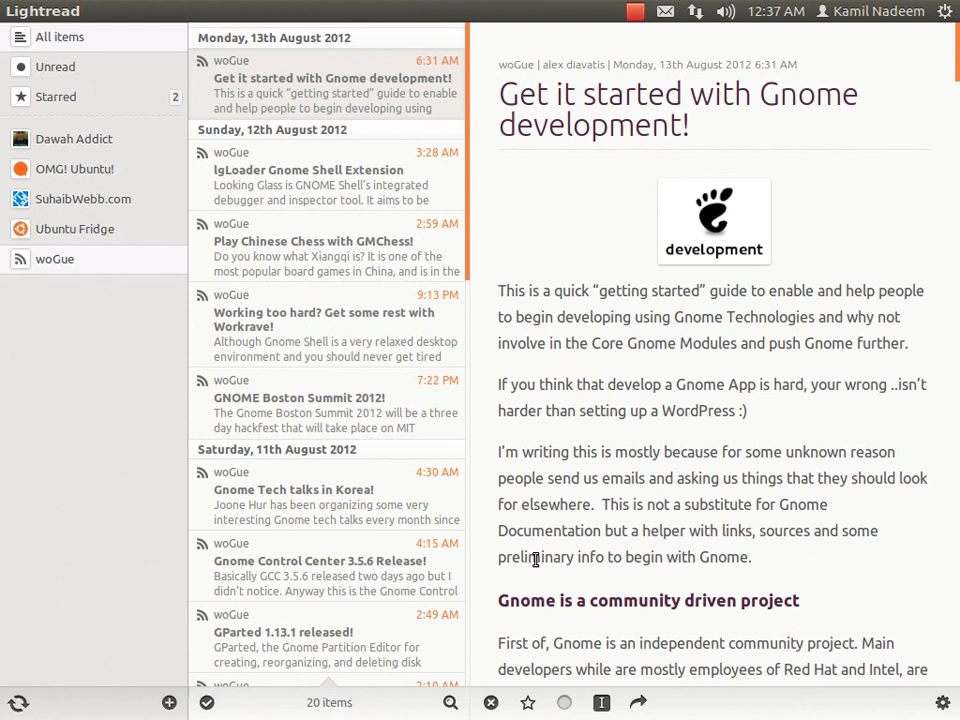 Lightread
12:37 AM
Kamil Nadeem
All items
Unread
Starred
2
Dawah Addict
OMG! Ubuntu!
SuhaibWebb.com
Ubuntu Fridge
woGue
Monday, 13th August 2012
woGue
6:31 AM
Get it started with Gnome development!
This is a quick “getting started” guide to enable
and help people to begin developing using
Sunday, 12th August 2012
woGue
3:28 AM
lgLoader Gnome Shell Extension
Looking Glass is GNOME Shell's integrated
debugger and inspector tool. It aims to be
woGue
2:59 AM
Play Chinese Chess with GMChess!
Do you know what Xiangqi is? It is one of the
most popular board games in China, and is in the
woGue
9:13 PM
Working too hard? Get some rest with
Workrave!
Although Gnome Shell is a very relaxed desktop
environment and you should never get tired
woGue
7:22 PM
GNOME Boston Summit 2012!
The Gnome Boston Summit 2012 will be a three
day hackfest that will take place on MIT
Saturday, 11th August 2012
woGue
4:30 AM
Gnome Tech talks in Korea!
Joone Hur has been organizing some very
interesting Gnome tech talks every month since
woGue
4:15 AM
Gnome Control Center 3.5.6 Release!
Basically GCC 3.5.6 released two days ago but I
didn't notice. Anyway this is the Gnome Control
woGue
2:49 AM
GParted 1.13.1 released!
GParted, the Gnome Partition Editor for
creating, reorganizing, and deleting disk
woGue
2:10 AM
20 items
woGue | alex diavatis | Monday, 13th August 2012 6:31 AM
Get it started with Gnome
development!
development
This is a quick “getting started” guide to enable and help people
to begin developing using Gnome Technologies and why not
involve in the Core Gnome Modules and push Gnome further.
If you think that develop a Gnome App is hard, your wrong ..isn’t
harder than setting up a WordPress :)
I’m writing this is mostly because for some unknown reason
people send us emails and asking us things that they should look
for elsewhere.  This is not a substitute for Gnome
Documentation but a helper with links, sources and some
preliminary info to begin with Gnome.
Gnome is a community driven project
First of, Gnome is an independent community project. Main
developers while are mostly employees of Red Hat and Intel, are